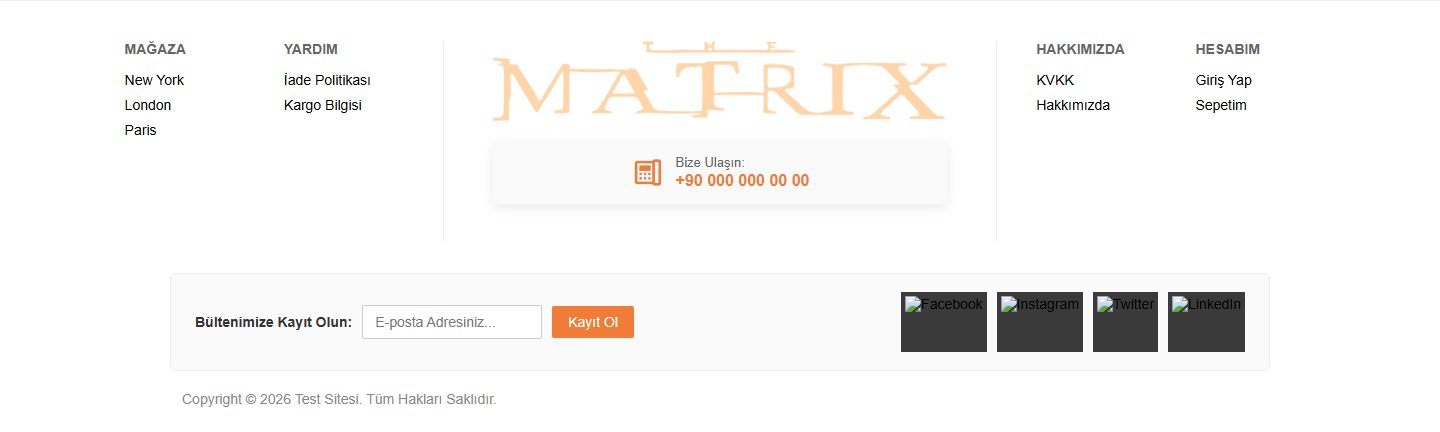 MAĞAZA
New York
London
Paris
YARDIM
İade Politikası
Kargo Bilgisi
THE
MATRIX
Bize Ulaşın:
+90 000 000 00 00
HAKKIMIZDA
KVKK
Hakkımızda
HESABIM
Giriş Yap
Sepetim
Bültenimize Kayıt Olun:
E-posta Adresiniz...
Kayıt Ol
Facebook
Instagram
Twitter
LinkedIn
Copyright © 2026 Test Sitesi. Tüm Hakları Saklıdır.